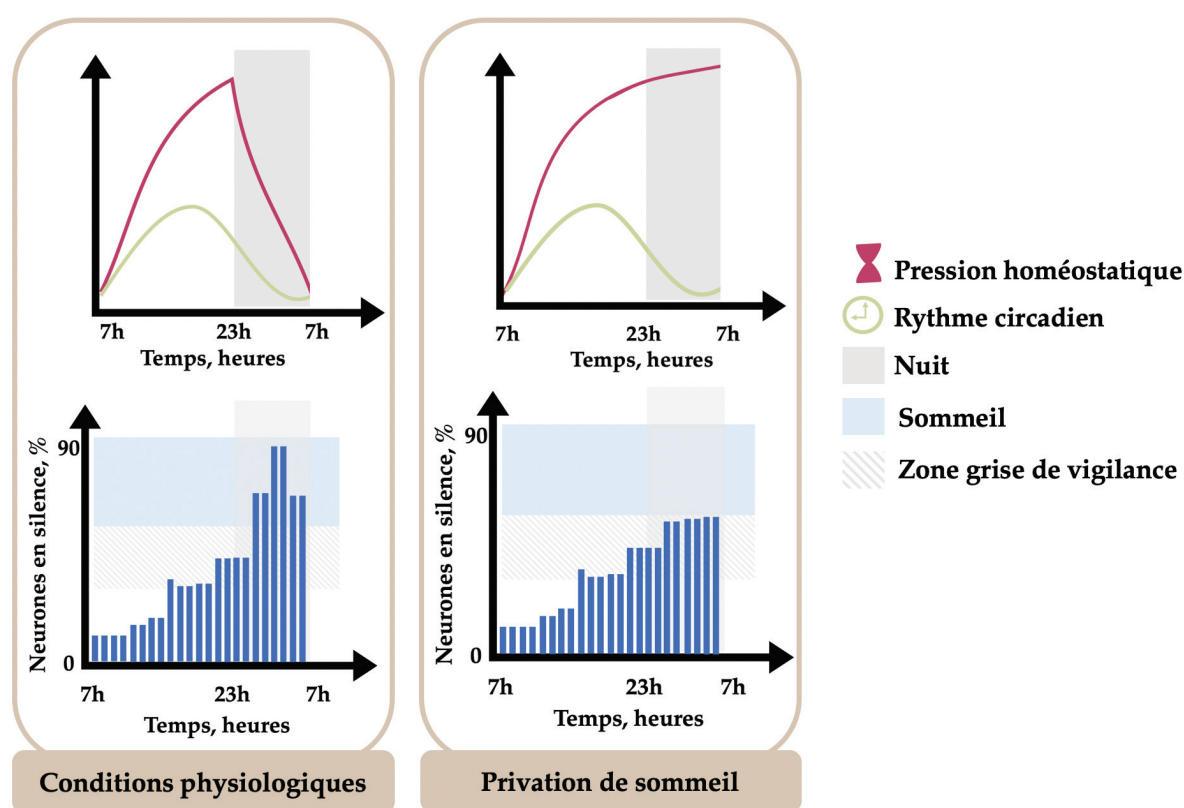 7h
23h
7h
Temps, heures
Neurones en silence, %
90
0
7h
23h
7h
Temps, heures
Conditions physiologiques
7h
23h
7h
Temps, heures
Neurones en silence, %
90
0
7h
23h
7h
Temps, heures
Privation de sommeil
Pression homéostatique
Rythme circadien
Nuit
Sommeil
Zone grise de vigilance